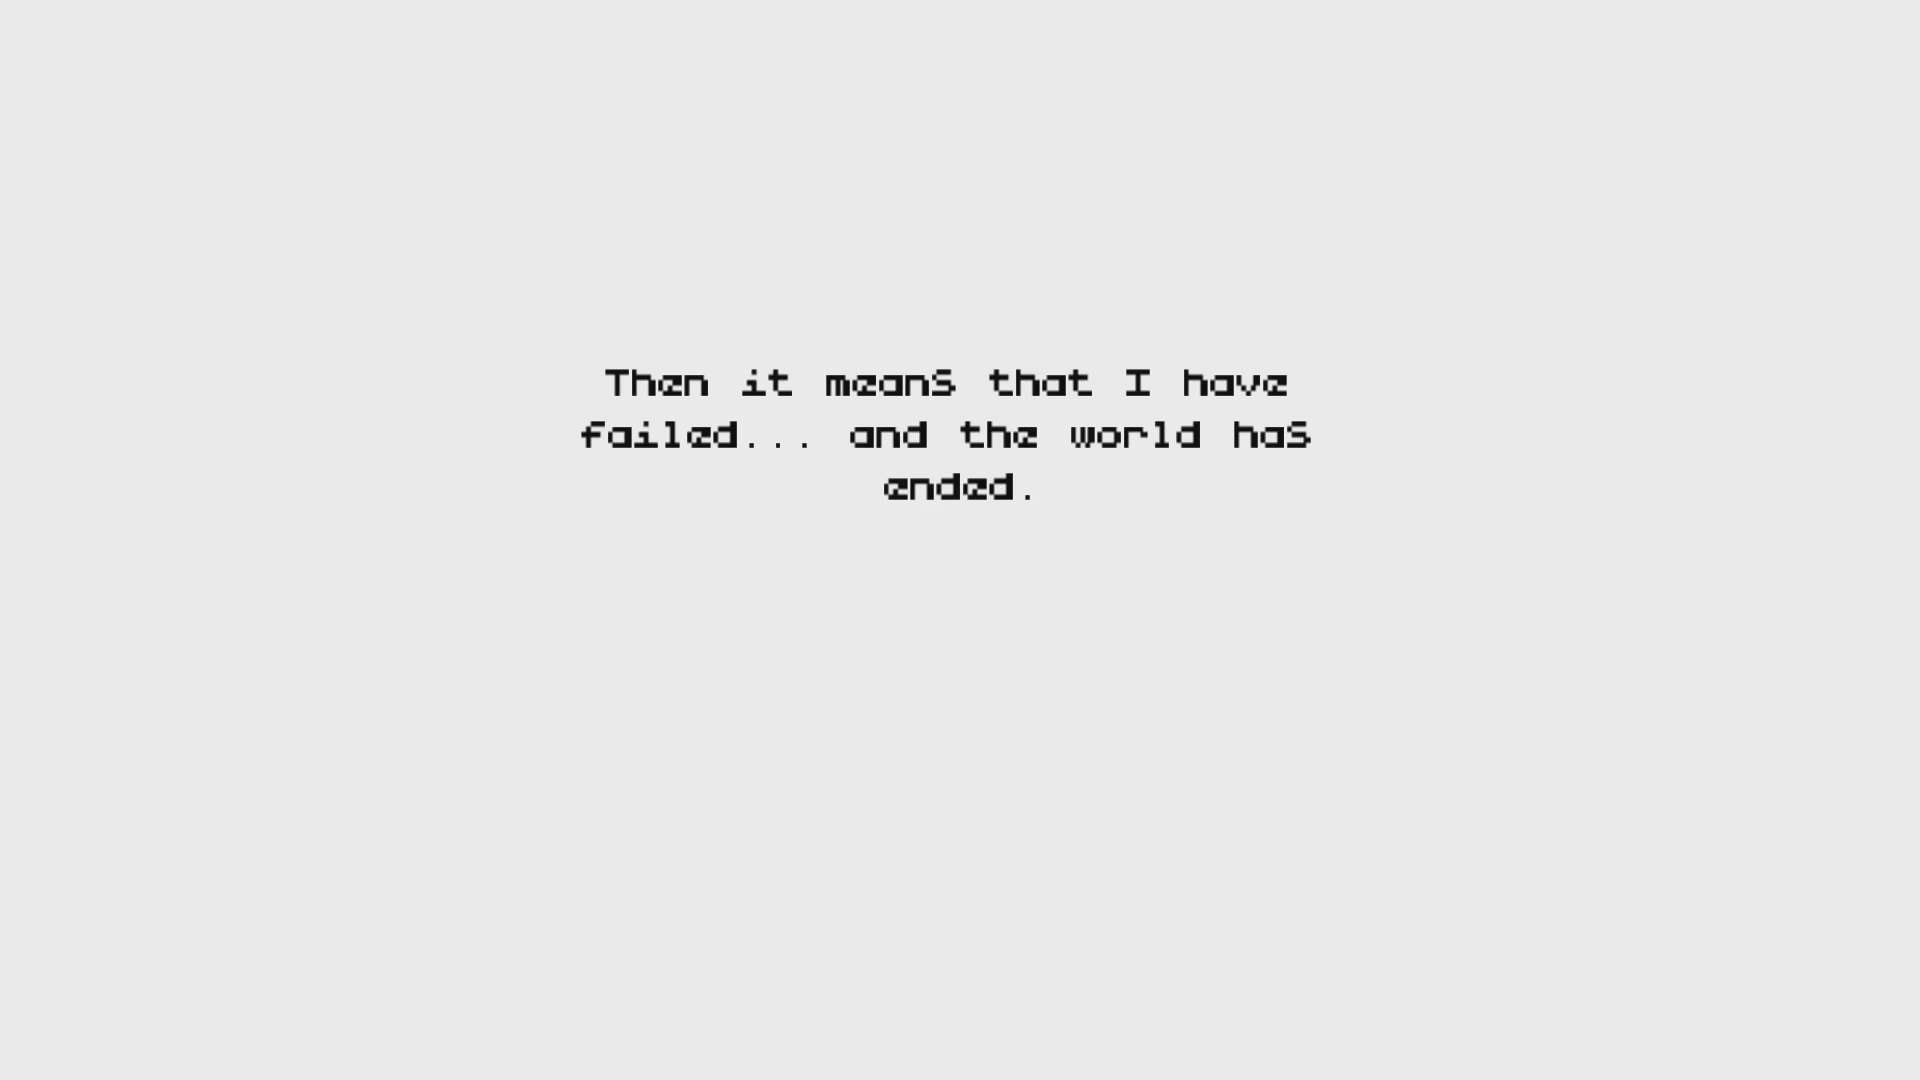 Then it means that I have
failed... and the world has
ended.